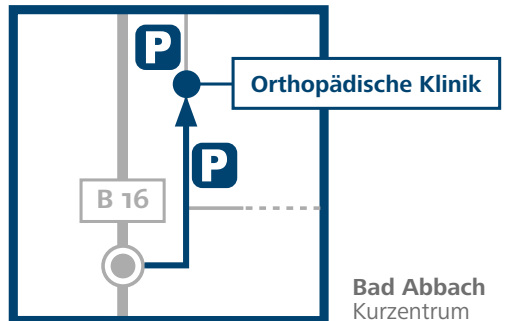 P
Orthopädische Klinik
P
B 16
Bad Abbach
Kurzentrum